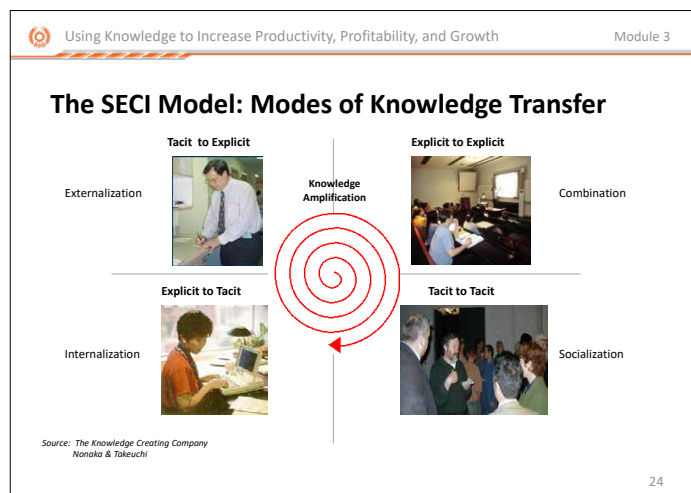 Using Knowledge to Increase Productivity, Profitability, and Growth
Module 3
The SECI Model: Modes of Knowledge Transfer
Tacit to Explicit
Explicit to Explicit
Externalization
Knowledge
Amplification
Combination
Explicit to Tacit
Tacit to Tacit
Internalization
Socialization
Source: The Knowledge Creating Company
Nonaka & Takeuchi
24